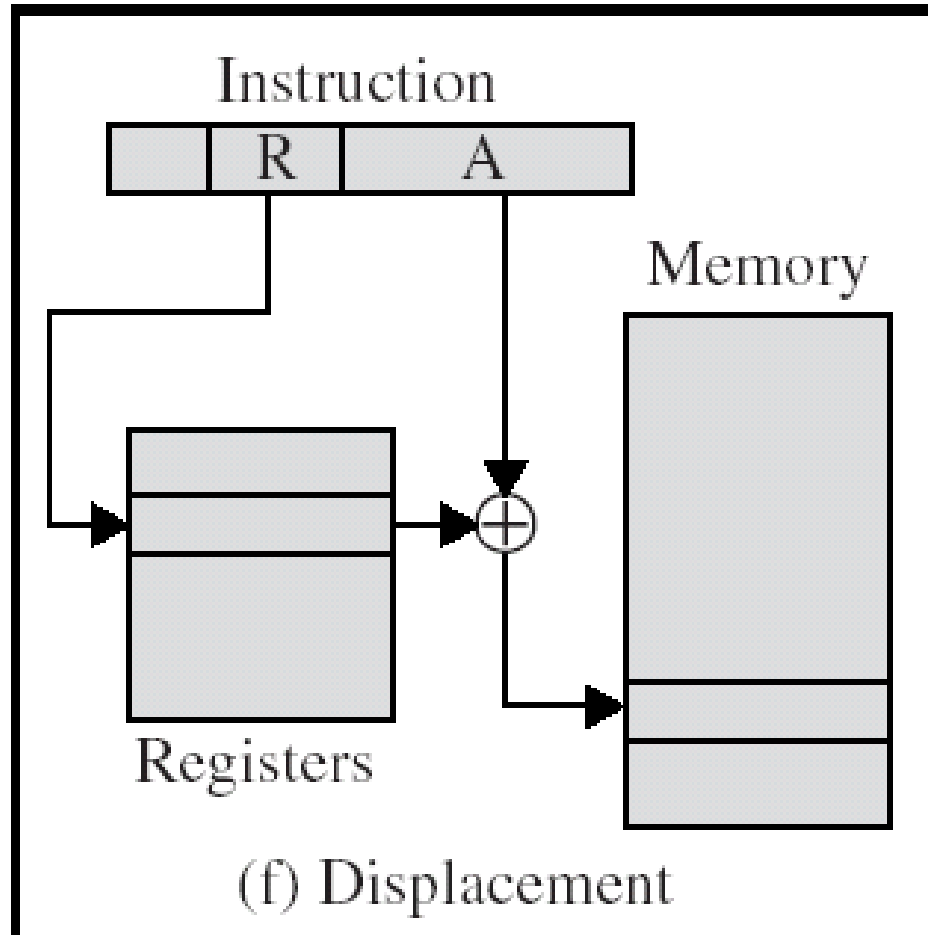 Instruction
R A
Memory
Registers
(f) Displacement